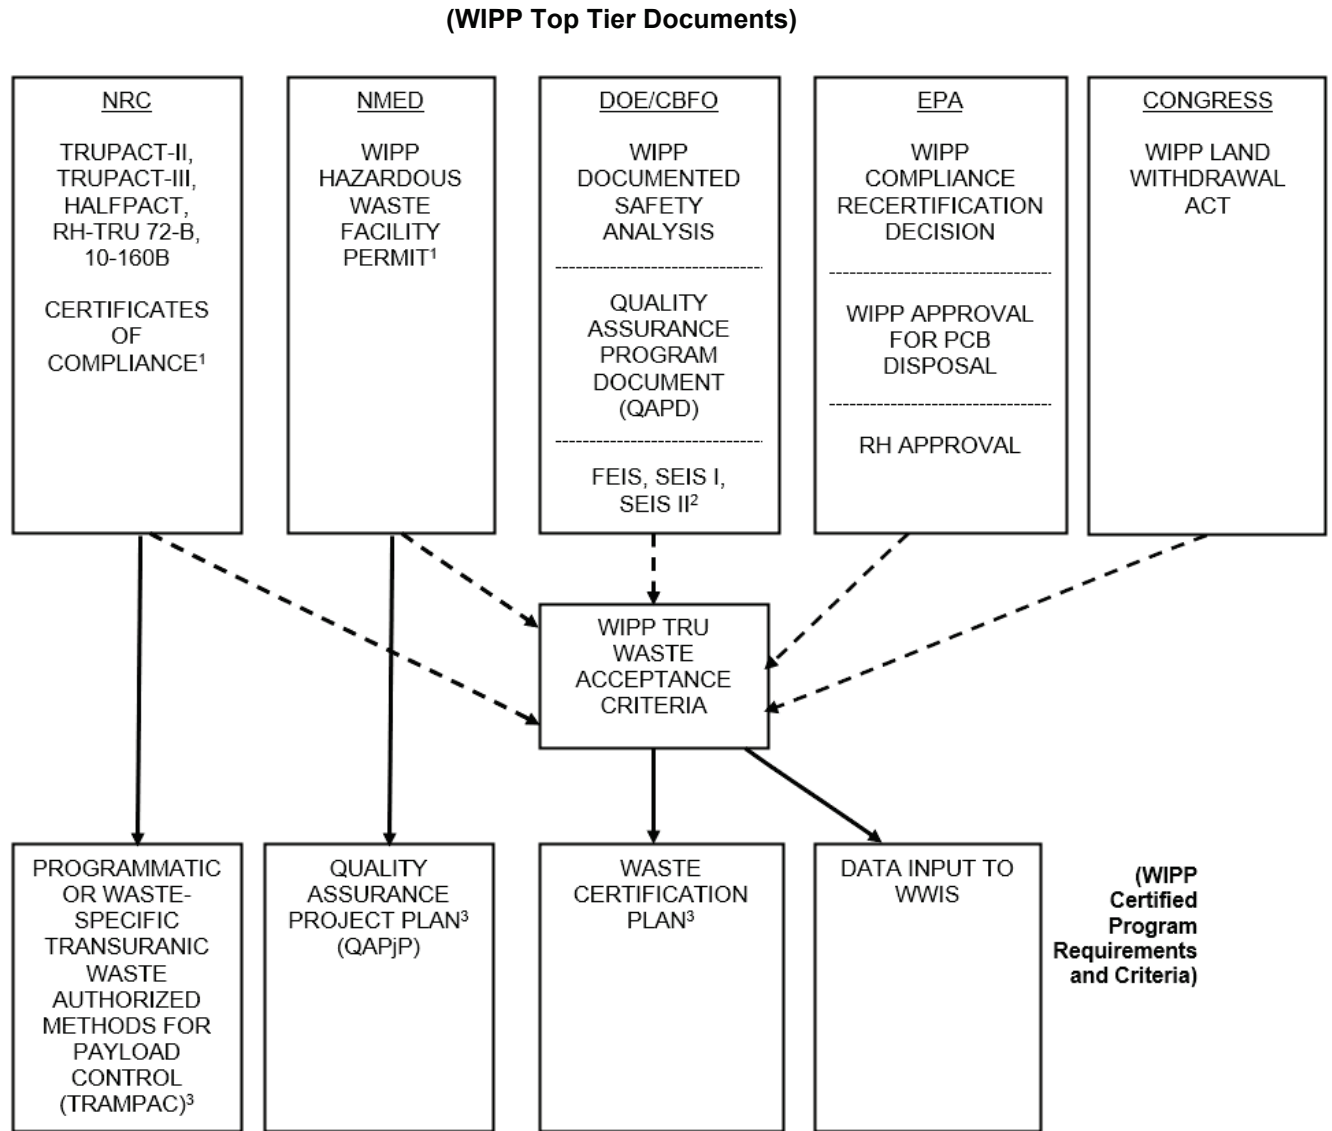 (WIPP Top Tier Documents)
NRC
TRUPACT-II,
TRUPACT-III,
HALFPACT,
RH-TRU 72-B,
10-160B
CERTIFICATES
OF
COMPLIANCE¹
NMED
WIPP
HAZARDOUS
WASTE
FACILITY
PERMIT¹
DOE/CBFO
WIPP
DOCUMENTED
SAFETY
ANALYSIS
QUALITY
ASSURANCE
PROGRAM
DOCUMENT
(QAPD)
FEIS, SEIS I,
SEIS II²
EPA
WIPP
COMPLIANCE
RECERTIFICATION
DECISION
WIPP APPROVAL
FOR PCB
DISPOSAL
RH APPROVAL
CONGRESS
WIPP LAND
WITHDRAWAL
ACT
WIPP TRU
WASTE
ACCEPTANCE
CRITERIA
PROGRAMMATIC
OR WASTE-
SPECIFIC
TRANSURANIC
WASTE
AUTHORIZED
METHODS FOR
PAYLOAD
CONTROL
(TRAMPAC)³
QUALITY
ASSURANCE
PROJECT PLAN³
(QAPjP)
WASTE
CERTIFICATION
PLAN³
DATA INPUT TO
WWIS
(WIPP
Certified
Program
Requirements
and Criteria)